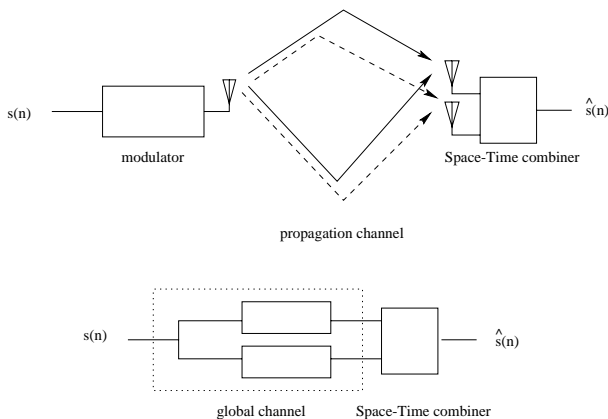 s(n)
ŝ(n)
modulator
Space-Time combiner
propagation channel
s(n)
ŝ(n)
global channel
Space-Time combiner